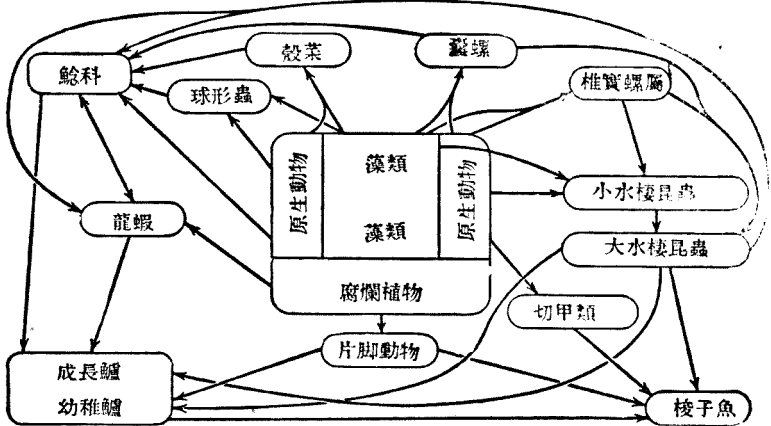 殼菜
囊螺
鯰科
球形蟲
椎實螺屬
原生動物
藻類
藻類
原生動物
小水棲昆蟲
龍蝦
大水棲昆蟲
腐爛植物
切甲類
片脚動物
成長鱸
幼稚鱸
梭子魚